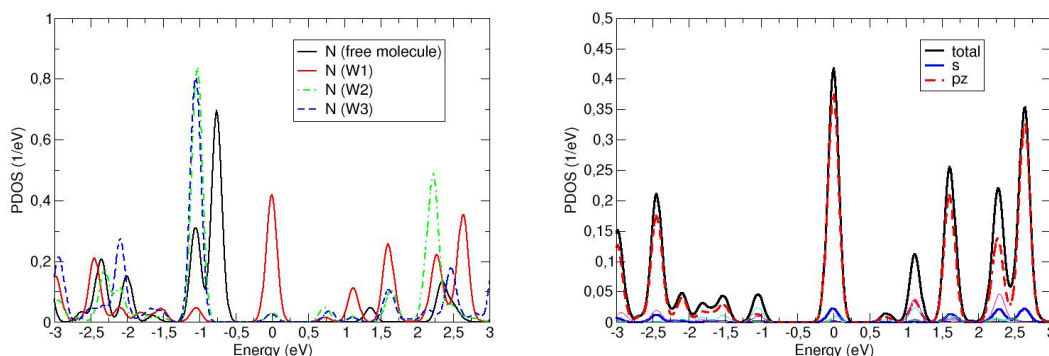 PDOS (1/eV)
1
0,8
0,6
0,4
0,2
0
-3 -2,5 -2 -1,5 -1 -0,5 0 0,5 1 1,5 2 2,5 3
Energy (eV)
N (free molecule)
N (W1)
N (W2)
N (W3)
PDOS (1/eV)
0,5
0,45
0,4
0,35
0,3
0,25
0,2
0,15
0,1
0,05
0
-3 -2,5 -2 -1,5 -1 -0,5 0 0,5 1 1,5 2 2,5 3
Energy (eV)
total
s
pz